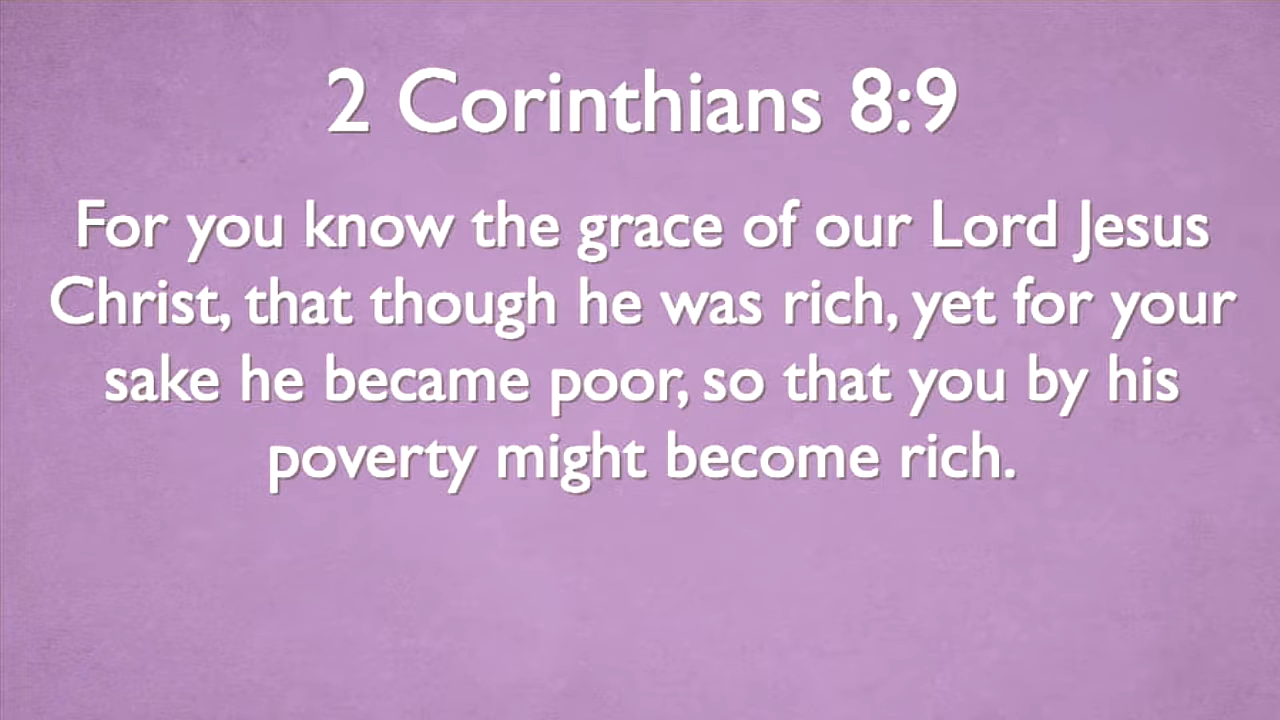 2 Corinthians 8:9
For you know the grace of our Lord Jesus
Christ, that though he was rich, yet for your
sake he became poor, so that you by his
poverty might become rich.